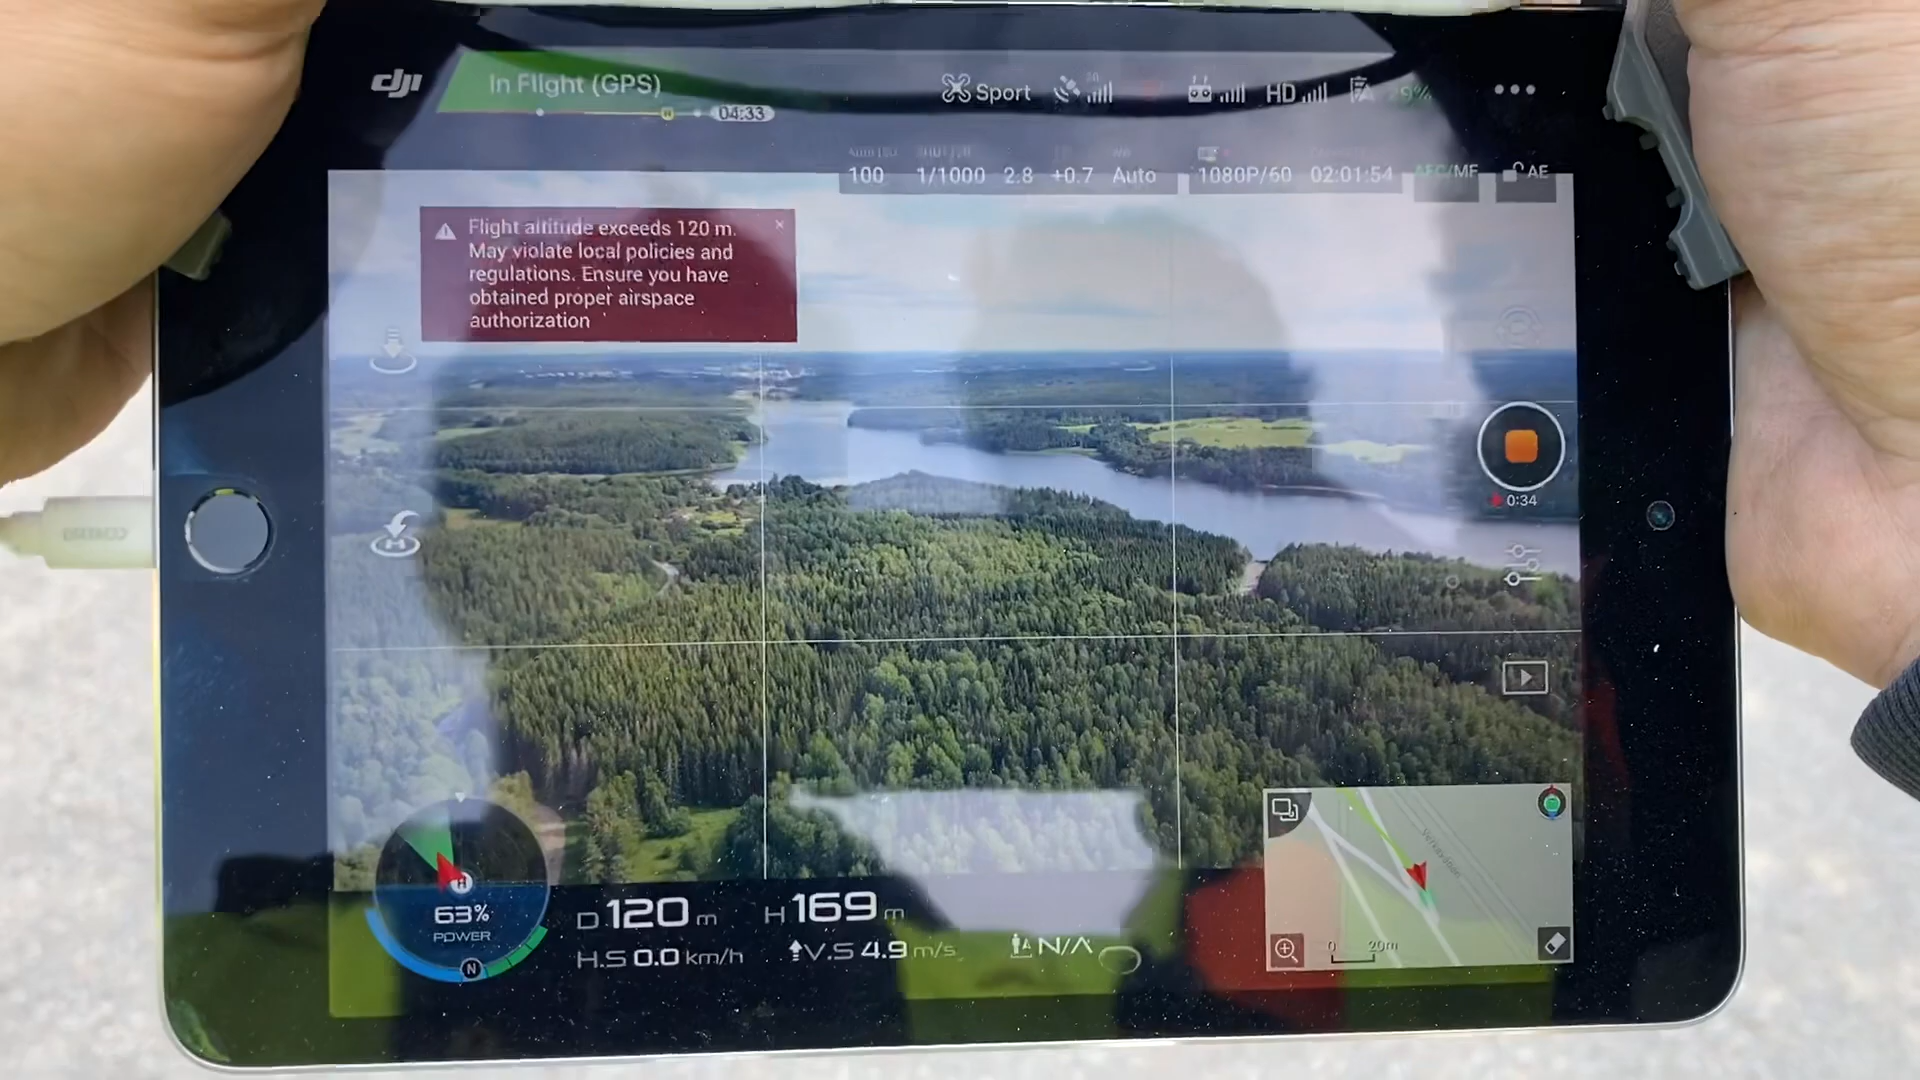 dji
In Flight (GPS)
Sport
HD
04:33
100 1/1000 2.8 +0.7 Auto 1080P/60 02:01:54 AFC/MF AE
Flight altitude exceeds 120 m.
May violate local policies and
regulations. Ensure you have
obtained proper airspace
authorization
0:34
H
63%
POWER
N
D 120 m H 169 m
H.S 0.0 km/h V.S 4.9 m/s N/A
0 20m